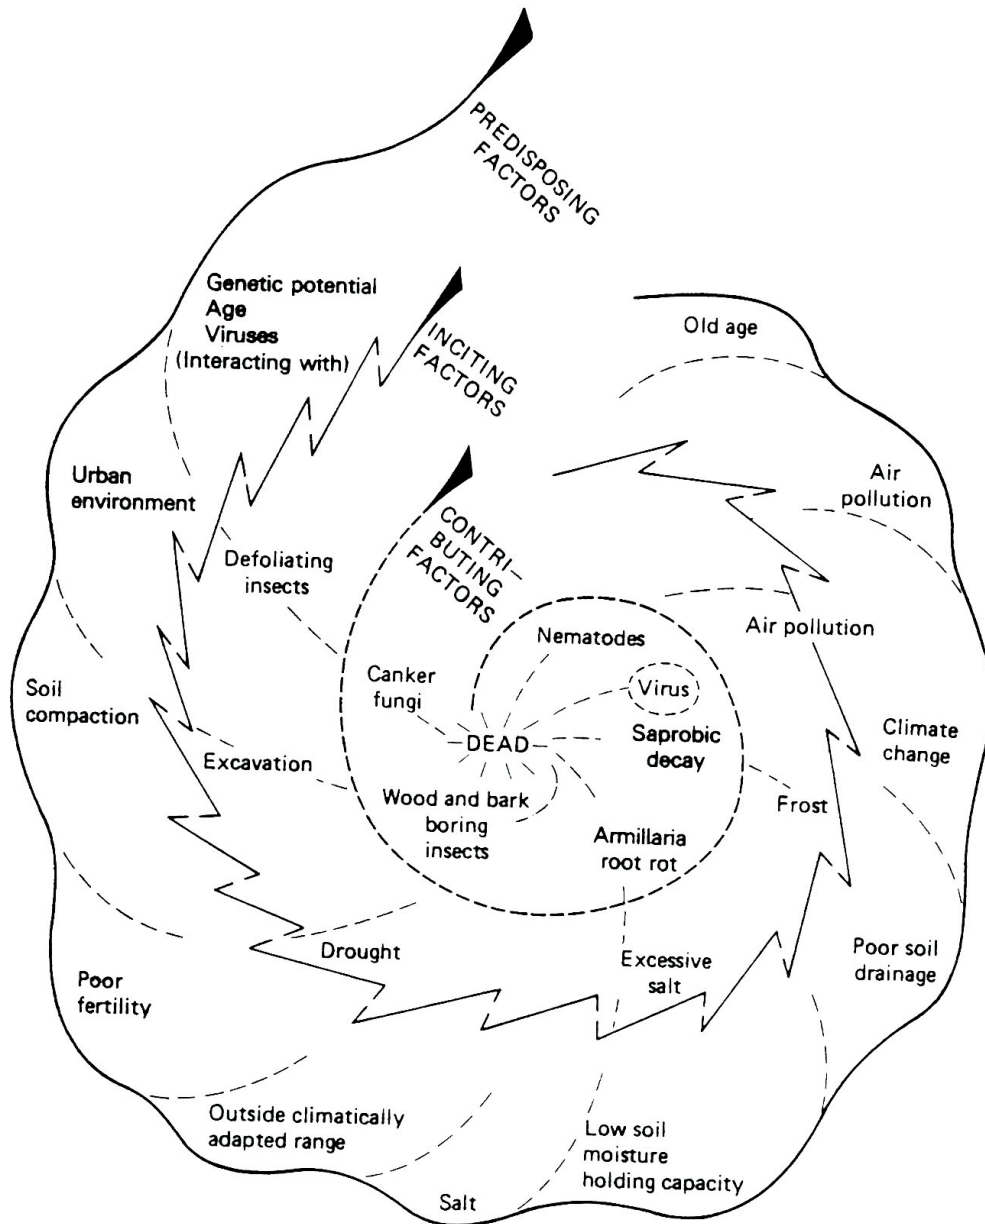 PREDISPOSING
FACTORS
Genetic potential
Age
Viruses
(Interacting with)
INCITING
FACTORS
Old age
Urban
environment
Air
pollution
CONTRI–
BUTING
FACTORS
Defoliating
insects
Nematodes
Air pollution
Canker
fungi
Virus
Soil
compaction
–DEAD–
Saprobic
decay
Climate
change
Excavation
Wood and bark
boring
insects
Frost
Armillaria
root rot
Drought
Excessive
salt
Poor soil
drainage
Poor
fertility
Outside climatically
adapted range
Low soil
moisture
holding capacity
Salt